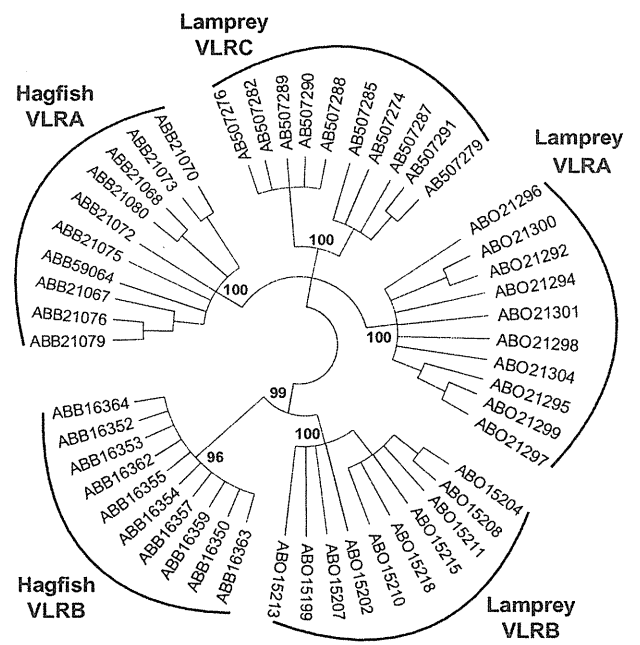 Lamprey
VLRC
AB507276
AB507282
AB507289
AB507290
AB507288
AB507285
AB507274
AB507287
AB507291
AB507279
100
Hagfish
VLRA
ABB21070
ABB21073
ABB21068
ABB21080
ABB21072
ABB21075
ABB59064
ABB21067
ABB21076
ABB21079
100
Lamprey
VLRA
ABO21296
ABO21300
ABO21292
ABO21294
ABO21301
ABO21298
ABO21304
ABO21295
ABO21299
ABO21297
100
99
100
96
ABB16364
ABB16352
ABB16353
ABB16362
ABB16355
ABB16354
ABB16357
ABB16359
ABB16350
ABB16363
Hagfish
VLRB
ABO15213
ABO15199
ABO15207
ABO15202
ABO15210
ABO15218
ABO15215
ABO15211
ABO15208
ABO15204
Lamprey
VLRB